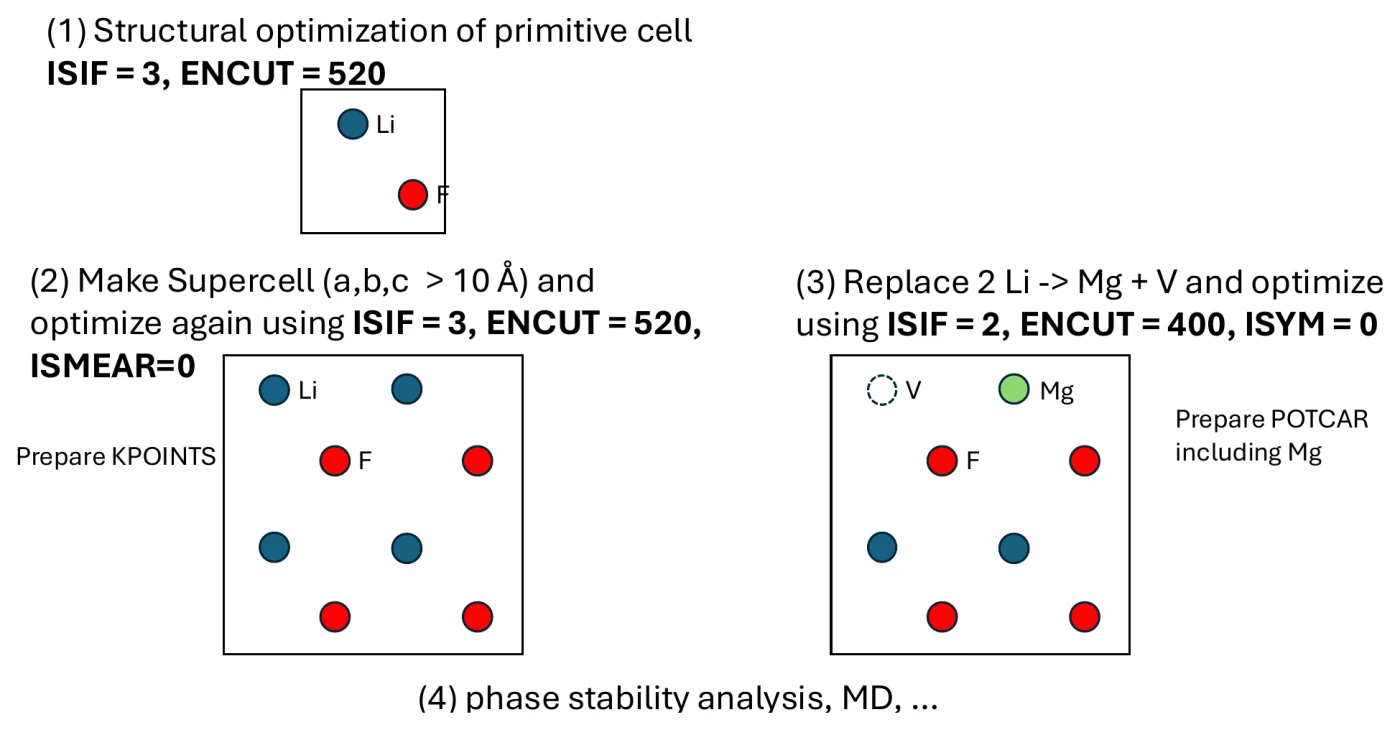 (1) Structural optimization of primitive cell
ISIF = 3, ENCUT = 520
Li
F
(2) Make Supercell (a,b,c > 10 Å) and
optimize again using ISIF = 3, ENCUT = 520,
ISMEAR=0
Li
Prepare KPOINTS
F
(3) Replace 2 Li -> Mg + V and optimize
using ISIF = 2, ENCUT = 400, ISYM = 0
V
Mg
Prepare POTCAR
including Mg
F
(4) phase stability analysis, MD, ...